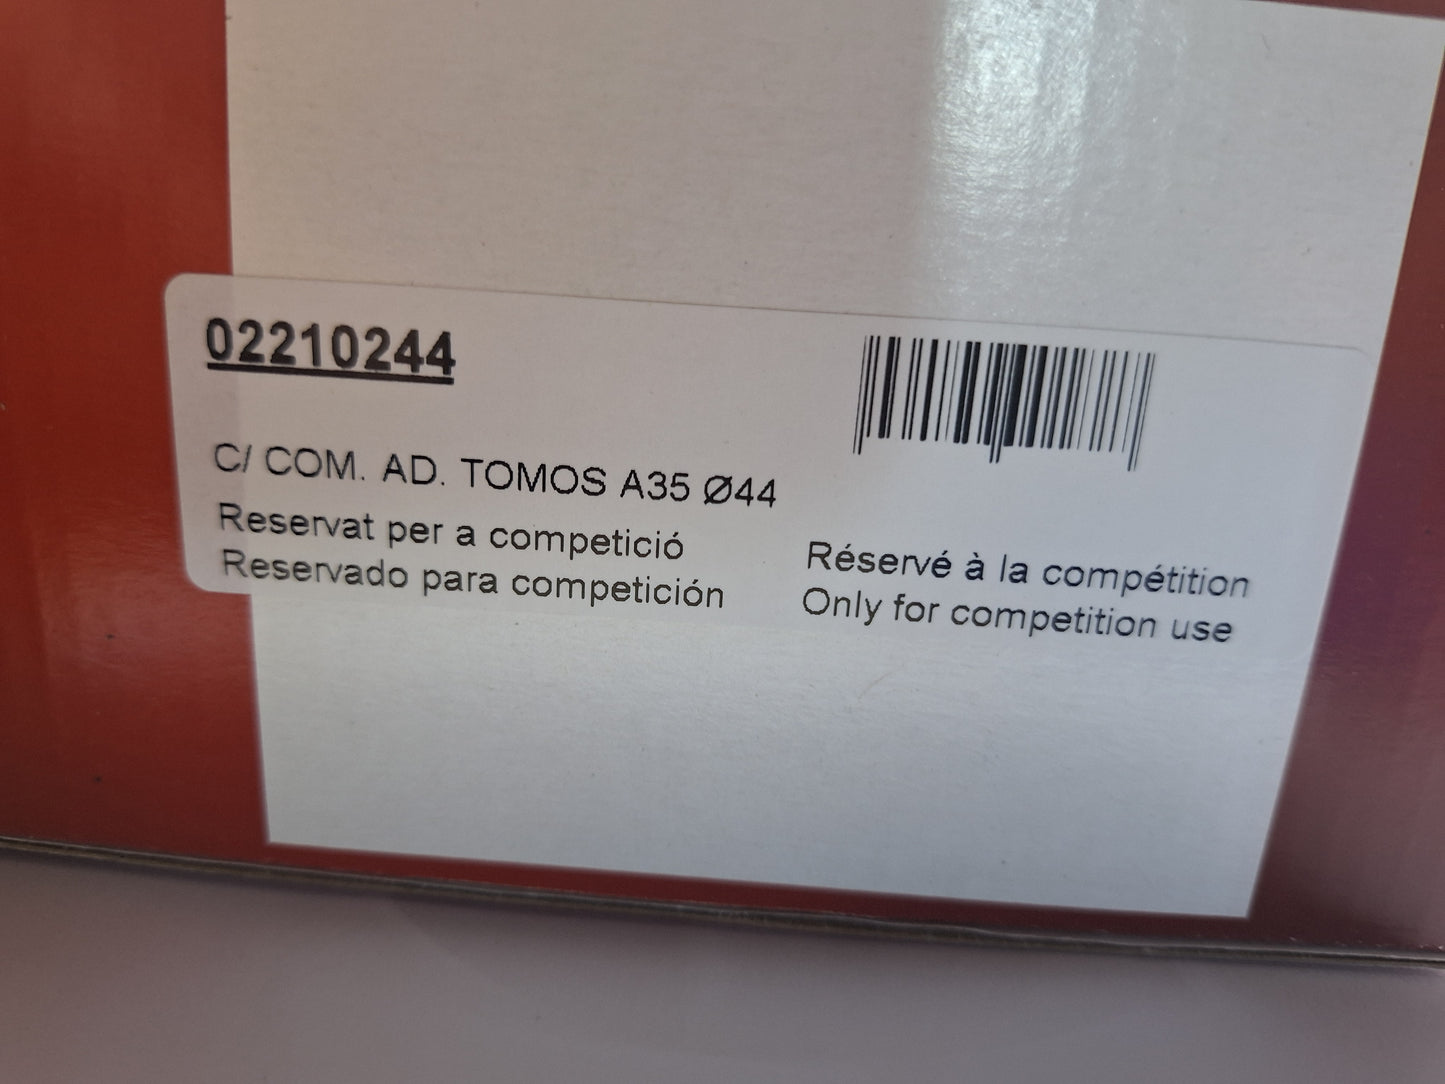 02210244
C/ COM. AD. TOMOS A35 Ø44
Reservat per a competició
Reservado para competición
Réservé à la compétition
Only for competition use